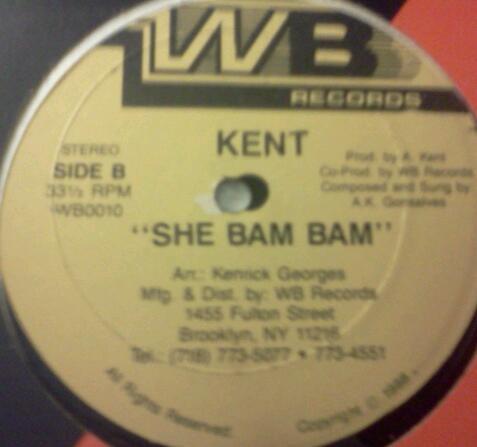 WB
RECORDS
KENT
STEREO
SIDE B
33⅓ RPM
WB0010
Prod. by A. Kent
Co-Prod. by WB Records
Composed and Sung by
A.K. Gonsalves
"SHE BAM BAM"
Arr.: Kenrick Georges
Mfg. & Dist. by: WB Records
1455 Fulton Street
Brooklyn, NY 11216
Tel.: (718) 773-5077 • 773-4551
All Rights Reserved.
Copyright ©